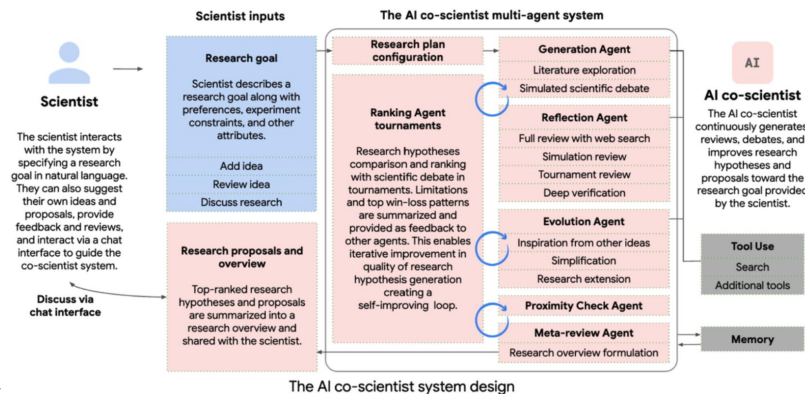 Scientist inputs
The AI co-scientist multi-agent system
Scientist
The scientist interacts
with the system by
specifying a research
goal in natural language.
They can also suggest
their own ideas and
proposals, provide
feedback and reviews,
and interact via a chat
interface to guide the
co-scientist system.
Discuss via
chat interface
Research goal
Scientist describes a
research goal along with
preferences, experiment
constraints, and other
attributes.
Add idea
Review idea
Discuss research
Research proposals and
overview
Top-ranked research
hypotheses and proposals
are summarized into a
research overview and
shared with the scientist.
Research plan
configuration
Ranking Agent
tournaments
Research hypotheses
comparison and ranking
with scientific debate in
tournaments. Limitations
and top win-loss patterns
are summarized and
provided as feedback to
other agents. This enables
iterative improvement in
quality of research
hypothesis generation
creating a
self-improving loop.
Generation Agent
Literature exploration
Simulated scientific debate
Reflection Agent
Full review with web search
Simulation review
Tournament review
Deep verification
Evolution Agent
Inspiration from other ideas
Simplification
Research extension
Proximity Check Agent
Meta-review Agent
Research overview formulation
AI
AI co-scientist
The AI co-scientist
continuously generates,
reviews, debates, and
improves research
hypotheses and
proposals toward the
research goal provided
by the scientist.
Tool Use
Search
Additional tools
Memory
The AI co-scientist system design